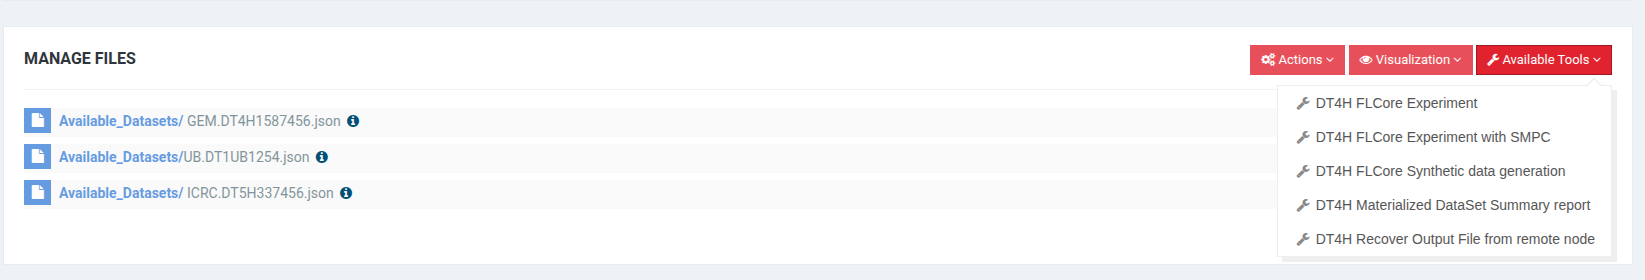 MANAGE FILES
Actions Visualization Available Tools
Available_Datasets/ GEM.DT4H1587456.json
Available_Datasets/UB.DT1UB1254.json
Available_Datasets/ ICRC.DT5H337456.json
DT4H FLCore Experiment
DT4H FLCore Experiment with SMPC
DT4H FLCore Synthetic data generation
DT4H Materialized DataSet Summary report
DT4H Recover Output File from remote node